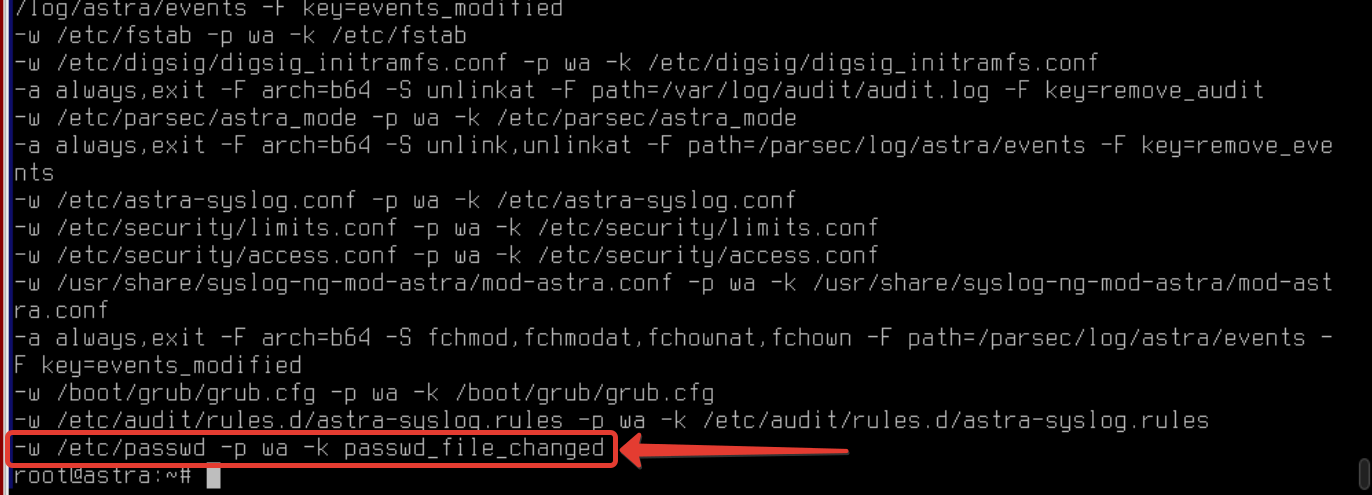 /log/astra/events -F key=events_modified
-w /etc/fstab -p wa -k /etc/fstab
-w /etc/digsig/digsig_initramfs.conf -p wa -k /etc/digsig/digsig_initramfs.conf
-a always,exit -F arch=b64 -S unlinkat -F path=/var/log/audit/audit.log -F key=remove_audit
-w /etc/parsec/astra_mode -p wa -k /etc/parsec/astra_mode
-a always,exit -F arch=b64 -S unlink,unlinkat -F path=/parsec/log/astra/events -F key=remove_eve
nts
-w /etc/astra-syslog.conf -p wa -k /etc/astra-syslog.conf
-w /etc/security/limits.conf -p wa -k /etc/security/limits.conf
-w /etc/security/access.conf -p wa -k /etc/security/access.conf
-w /usr/share/syslog-ng-mod-astra/mod-astra.conf -p wa -k /usr/share/syslog-ng-mod-astra/mod-ast
ra.conf
-a always,exit -F arch=b64 -S fchmod,fchmodat,fchownat,fchown -F path=/parsec/log/astra/events -
F key=events_modified
-w /boot/grub/grub.cfg -p wa -k /boot/grub/grub.cfg
-w /etc/audit/rules.d/astra-syslog.rules -p wa -k /etc/audit/rules.d/astra-syslog.rules
-w /etc/passwd -p wa -k passwd_file_changed
root@astra:~#